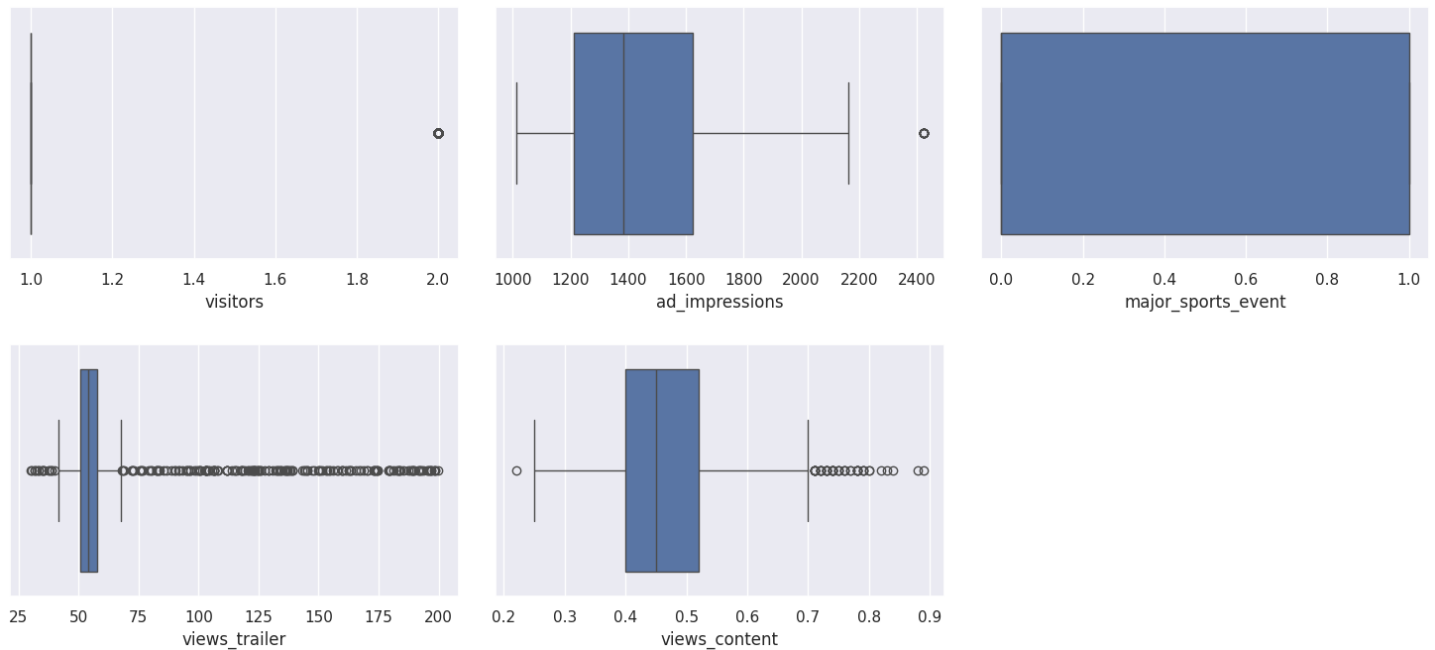 1.0 1.2 1.4 1.6 1.8 2.0
visitors
1000 1200 1400 1600 1800 2000 2200 2400
ad_impressions
0.0 0.2 0.4 0.6 0.8 1.0
major_sports_event
25 50 75 100 125 150 175 200
views_trailer
0.2 0.3 0.4 0.5 0.6 0.7 0.8 0.9
views_content